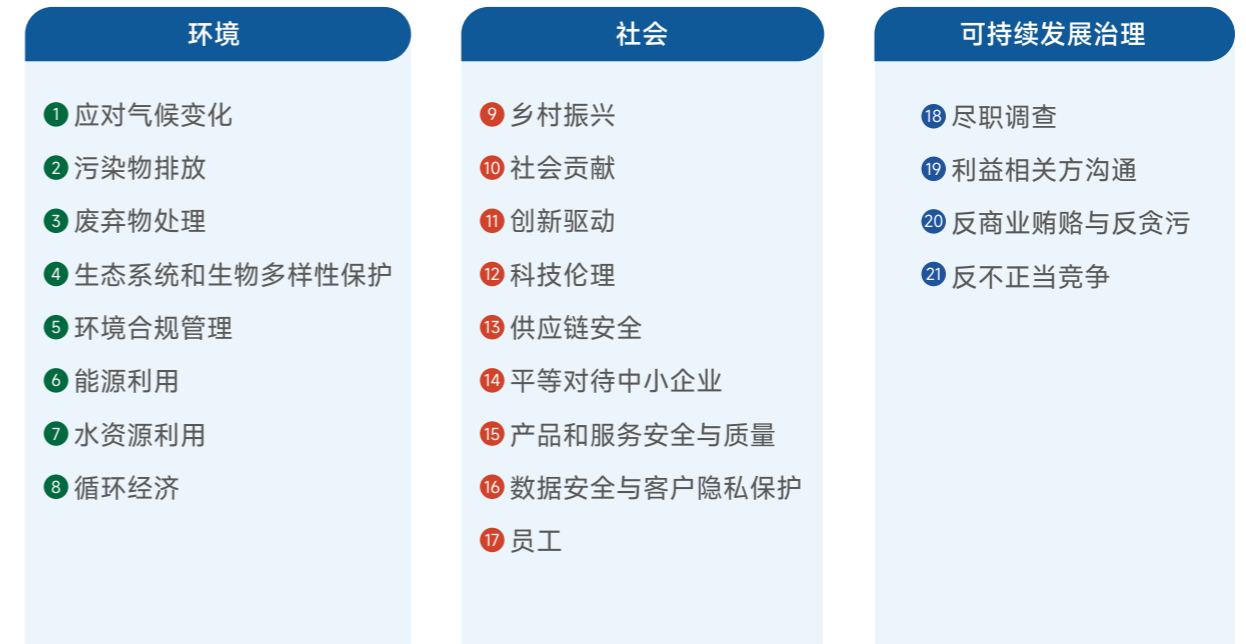 环境
1 应对气候变化
2 污染物排放
3 废弃物处理
4 生态系统和生物多样性保护
5 环境合规管理
6 能源利用
7 水资源利用
8 循环经济
社会
9 乡村振兴
10 社会贡献
11 创新驱动
12 科技伦理
13 供应链安全
14 平等对待中小企业
15 产品和服务安全与质量
16 数据安全与客户隐私保护
17 员工
可持续发展治理
18 尽职调查
19 利益相关方沟通
20 反商业贿赂与反贪污
21 反不正当竞争